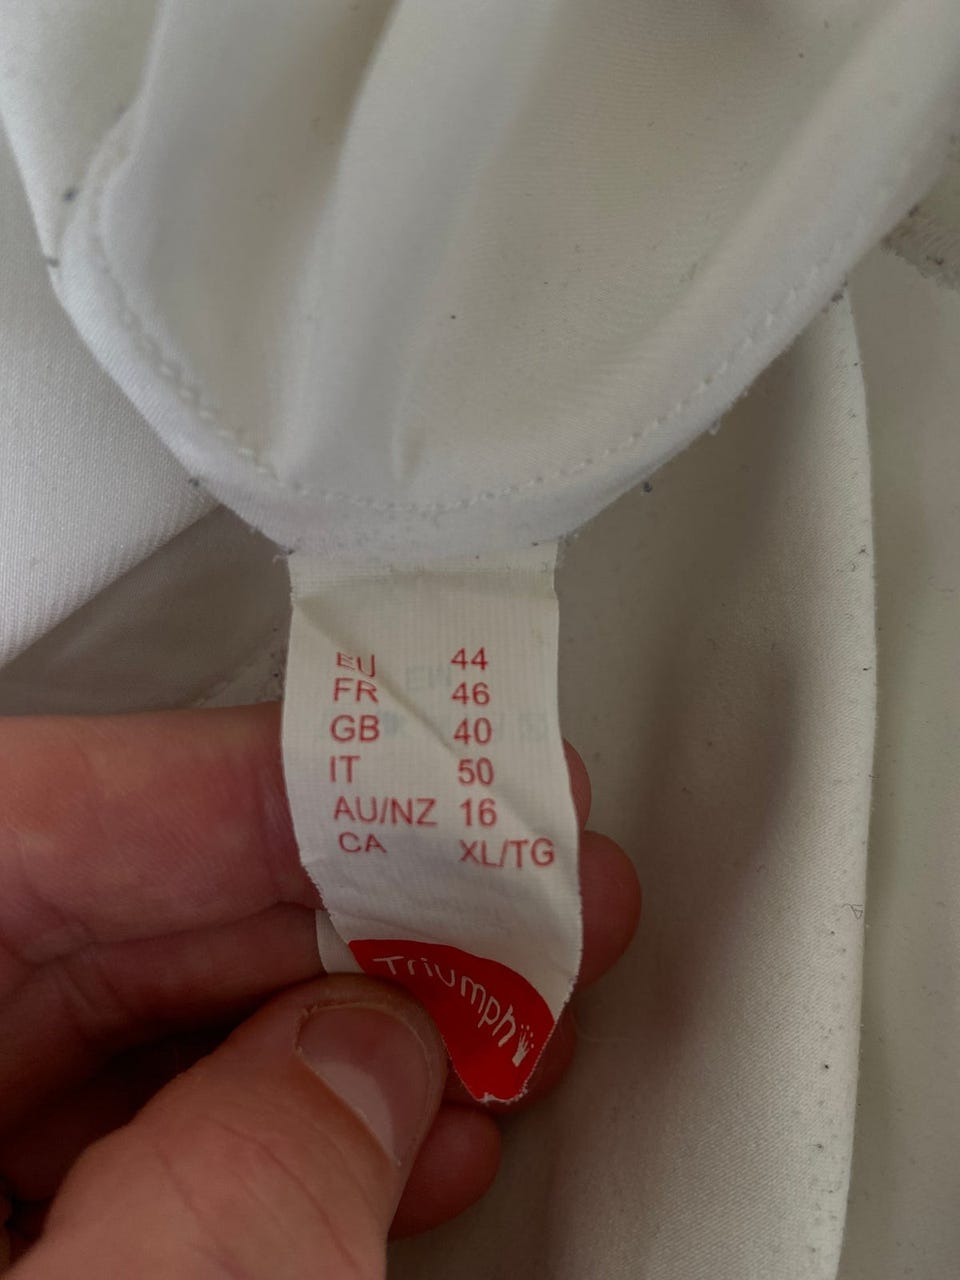 EU 44
FR 46
GB 40
IT 50
AU/NZ 16
CA XL/TG
Triumph